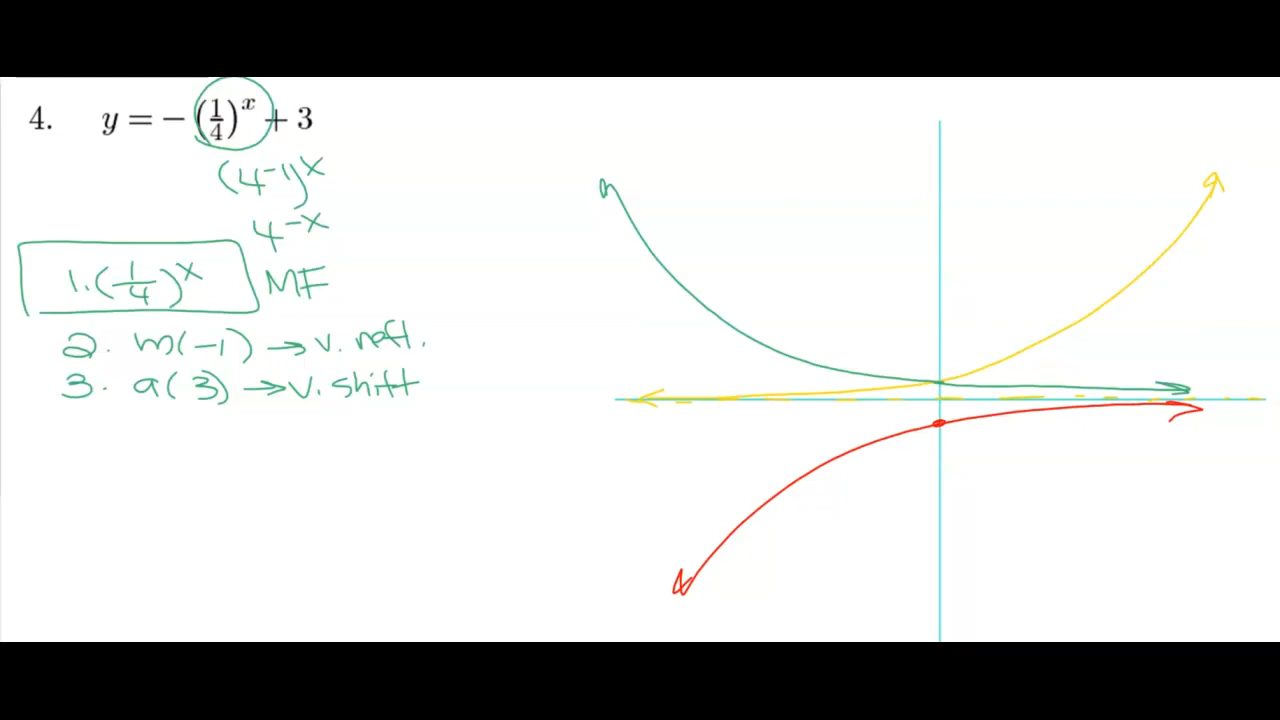 4. y = − (1/4)^x + 3
(4^-1)^x
4^-x
1. (1/4)^x MF
2. m(-1) → v. refl.
3. a(3) → v. shift